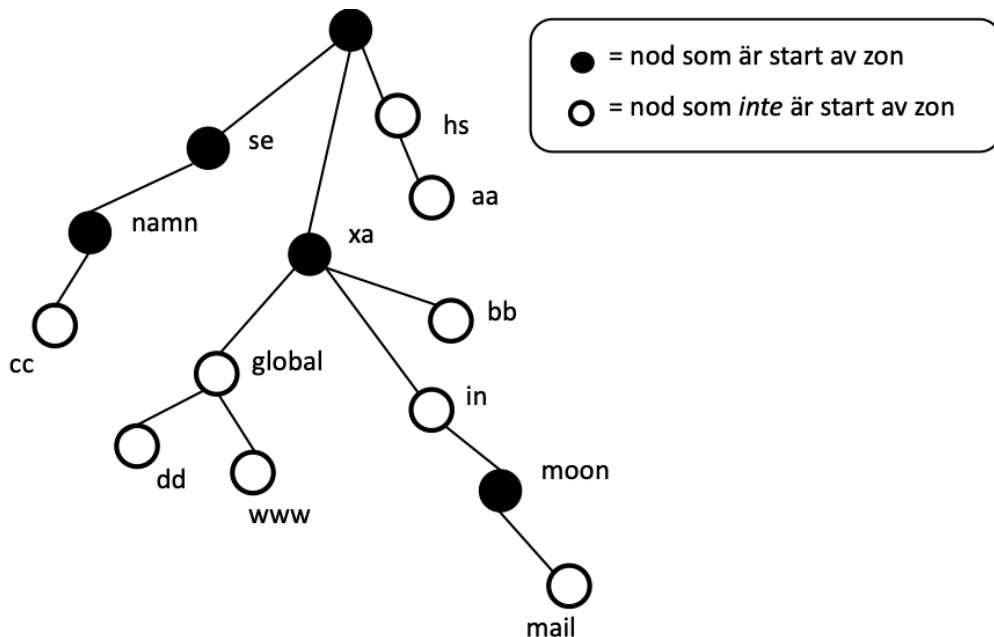 = nod som är start av zon
= nod som inte är start av zon
hs
se
aa
namn
xa
bb
cc
global
in
dd
moon
www
mail